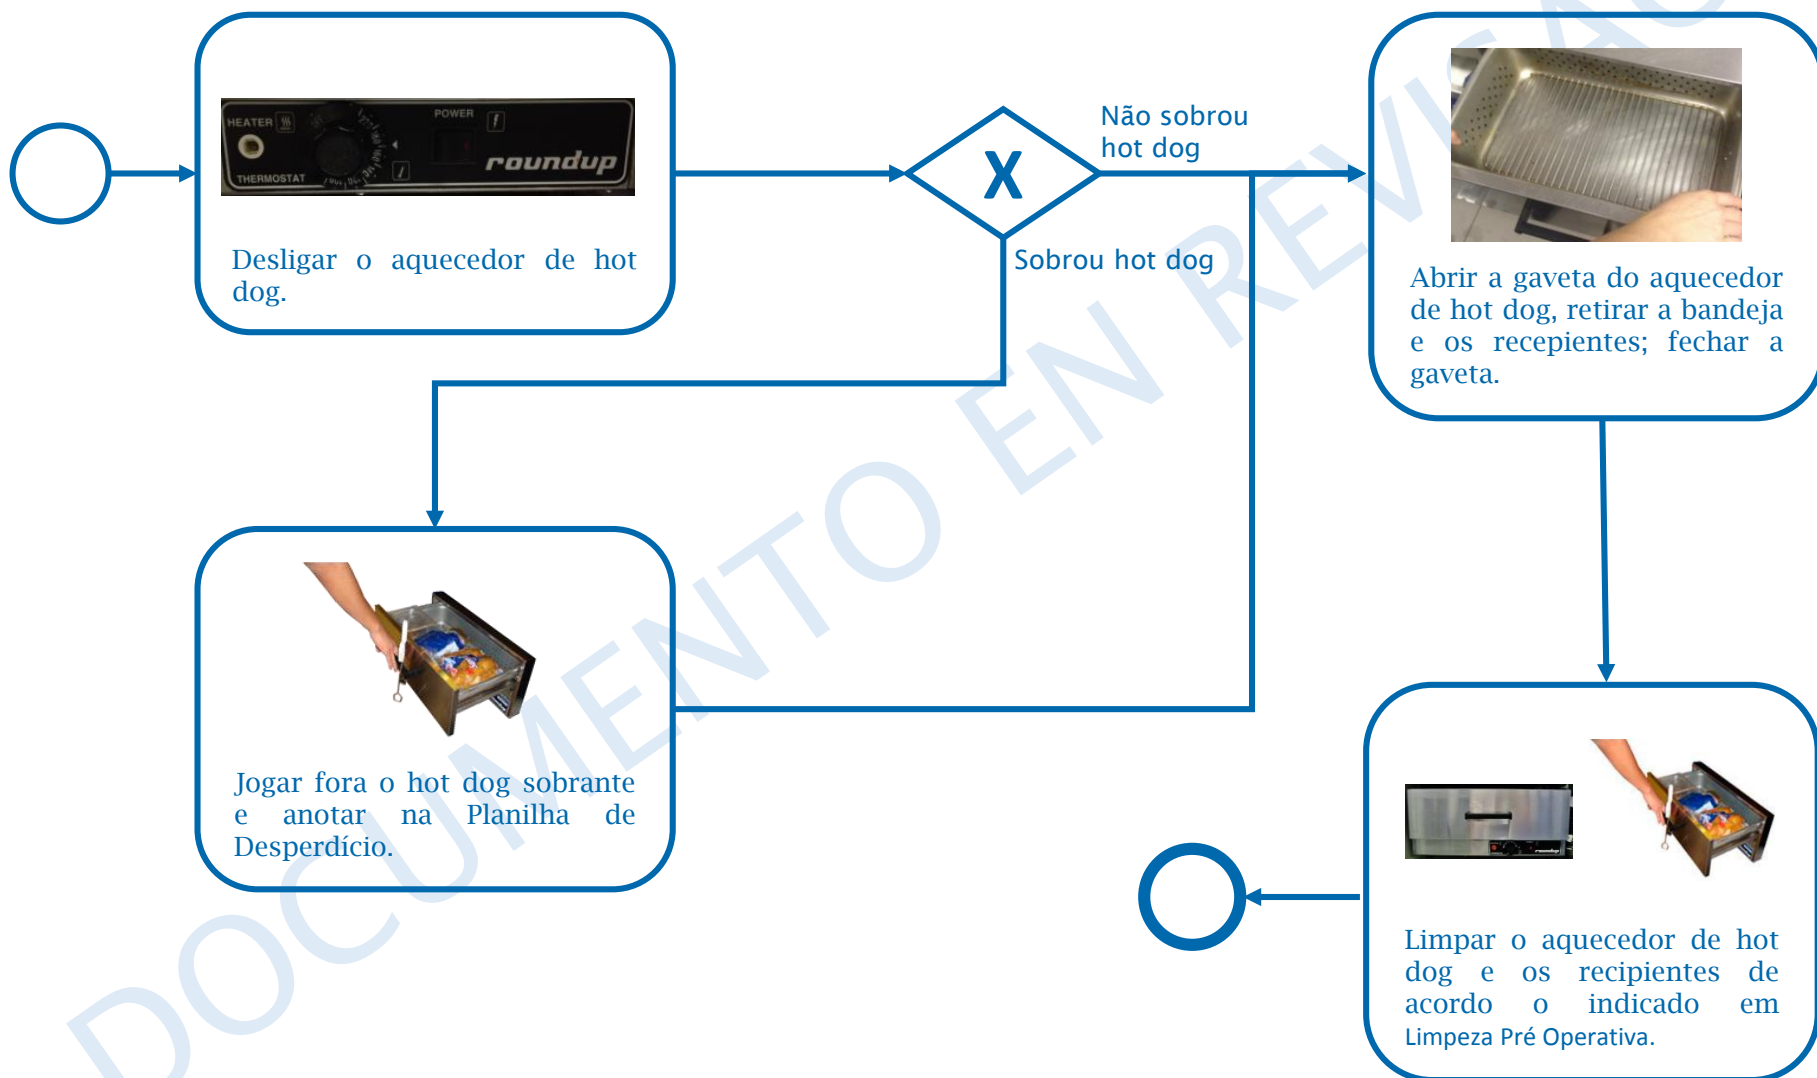 HEATER
POWER
roundup
THERMOSTAT
Desligar o aquecedor de hot
dog.
X
Não sobrou
hot dog
Sobrou hot dog
Abrir a gaveta do aquecedor
de hot dog, retirar a bandeja
e os recepientes; fechar a
gaveta.
Jogar fora o hot dog sobrante
e anotar na Planilha de
Desperdício.
roundup
Limpar o aquecedor de hot
dog e os recipientes de
acordo o indicado em
Limpeza Pré Operativa.
DOCUMENTO EN REVISAO